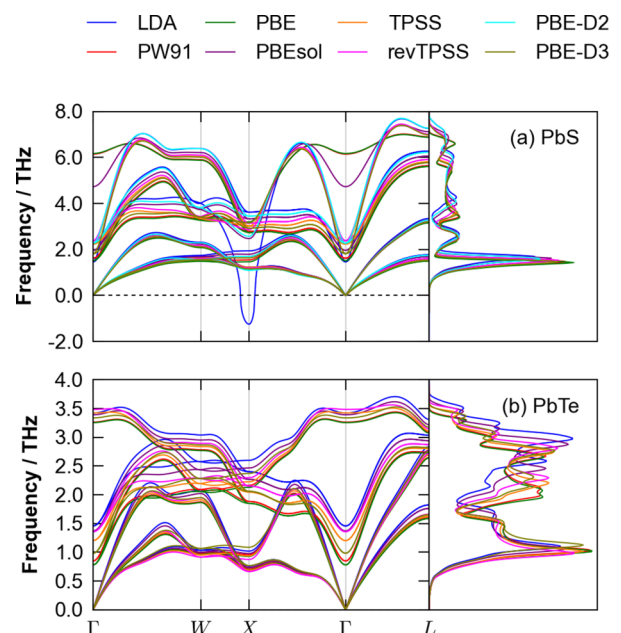 LDA PBE TPSS PBE-D2
PW91 PBEsol revTPSS PBE-D3
8.0
(a) PbS
6.0
4.0
2.0
0.0
-2.0
Frequency / THz
4.0
(b) PbTe
3.5
3.0
2.5
2.0
1.5
1.0
0.5
0.0
Frequency / THz
Γ W X Γ L